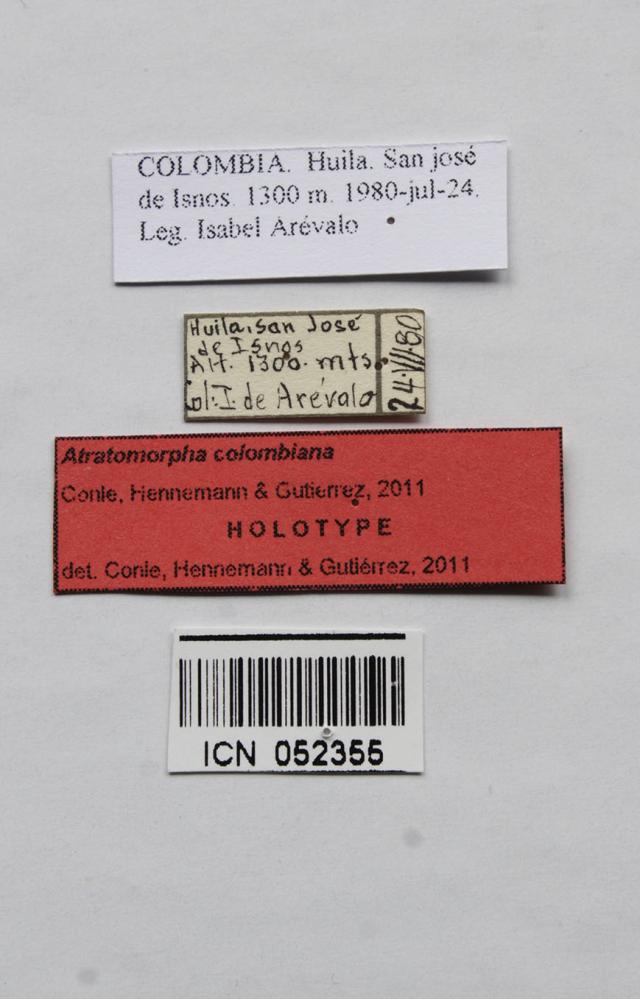 COLOMBIA. Huila. San josé
de Isnos. 1300 m. 1980-jul-24.
Leg. Isabel Arévalo
Huila, San José
de Isnos
Alt. 1300. mts.
Col. I. de Arévalo
24·VII·80
Atratomorpha colombiana
Conle, Hennemann & Gutierrez, 2011
HOLOTYPE
det. Conle, Hennemann & Gutiérrez, 2011
ICN 052355